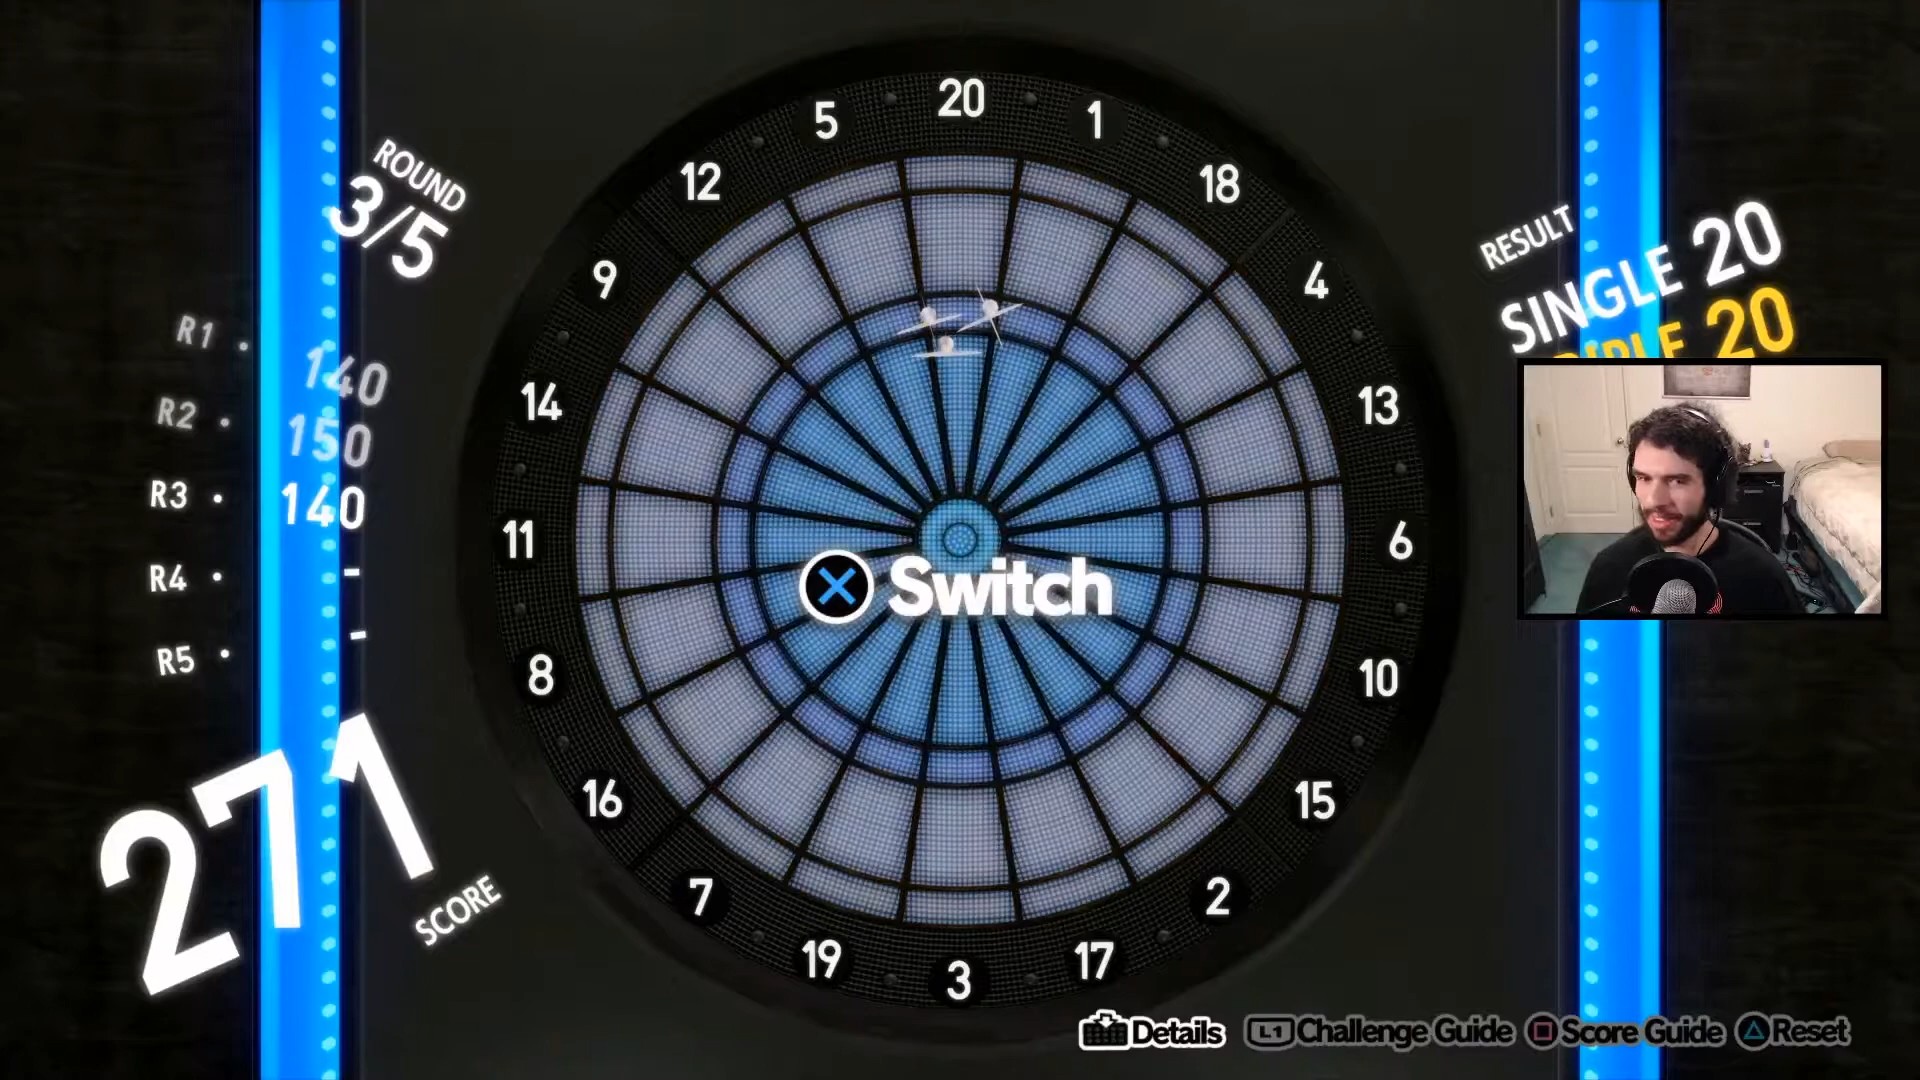 ROUND
3/5
R1 · 140
R2 · 150
R3 · 140
R4 · -
R5 · -
271
SCORE
20
1
18
4
13
6
10
15
2
17
3
19
7
16
8
11
14
9
12
5
Switch
RESULT
SINGLE 20
20
Details
L1 Challenge Guide
Score Guide
Reset